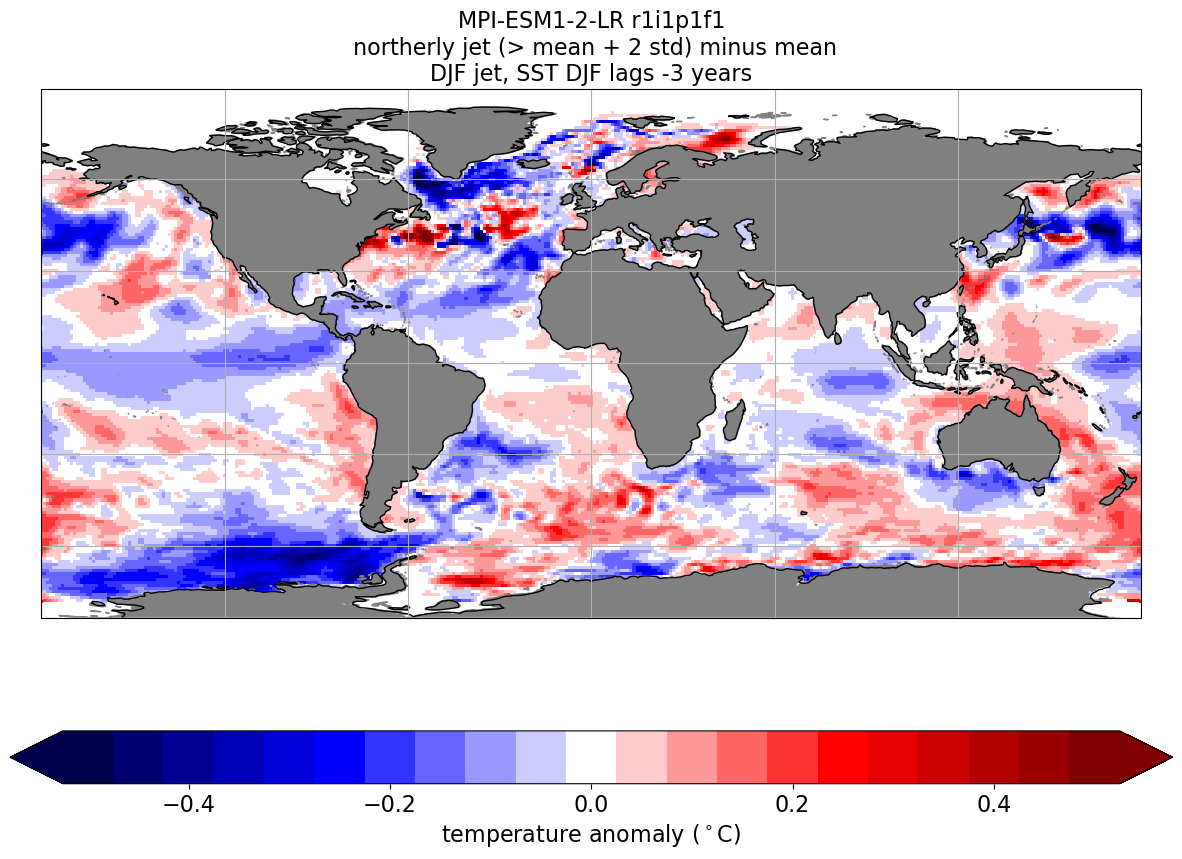 MPI-ESM1-2-LR r1i1p1f1
northerly jet (> mean + 2 std) minus mean
DJF jet, SST DJF lags -3 years
−0.4 −0.2 0.0 0.2 0.4
temperature anomaly (°C)